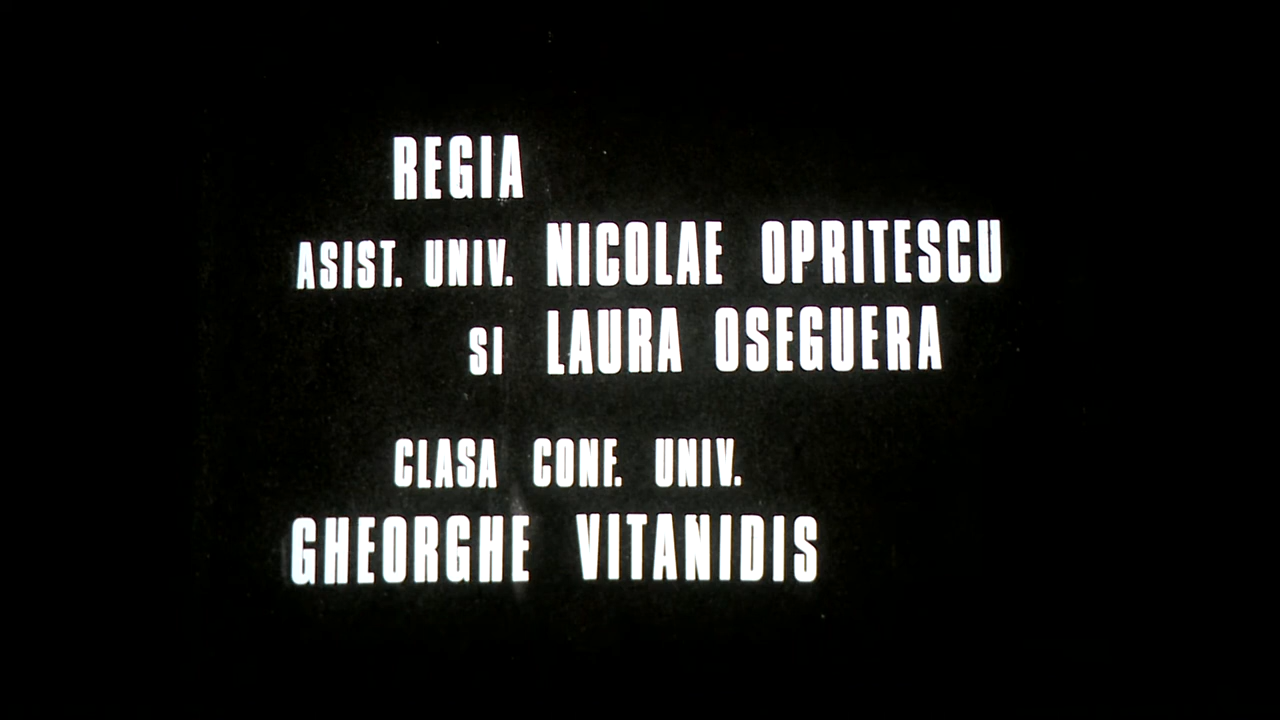 REGIA
ASIST. UNIV. NICOLAE OPRITESCU
SI LAURA OSEGUERA
CLASA CONF. UNIV.
GHEORGHE VITANIDIS